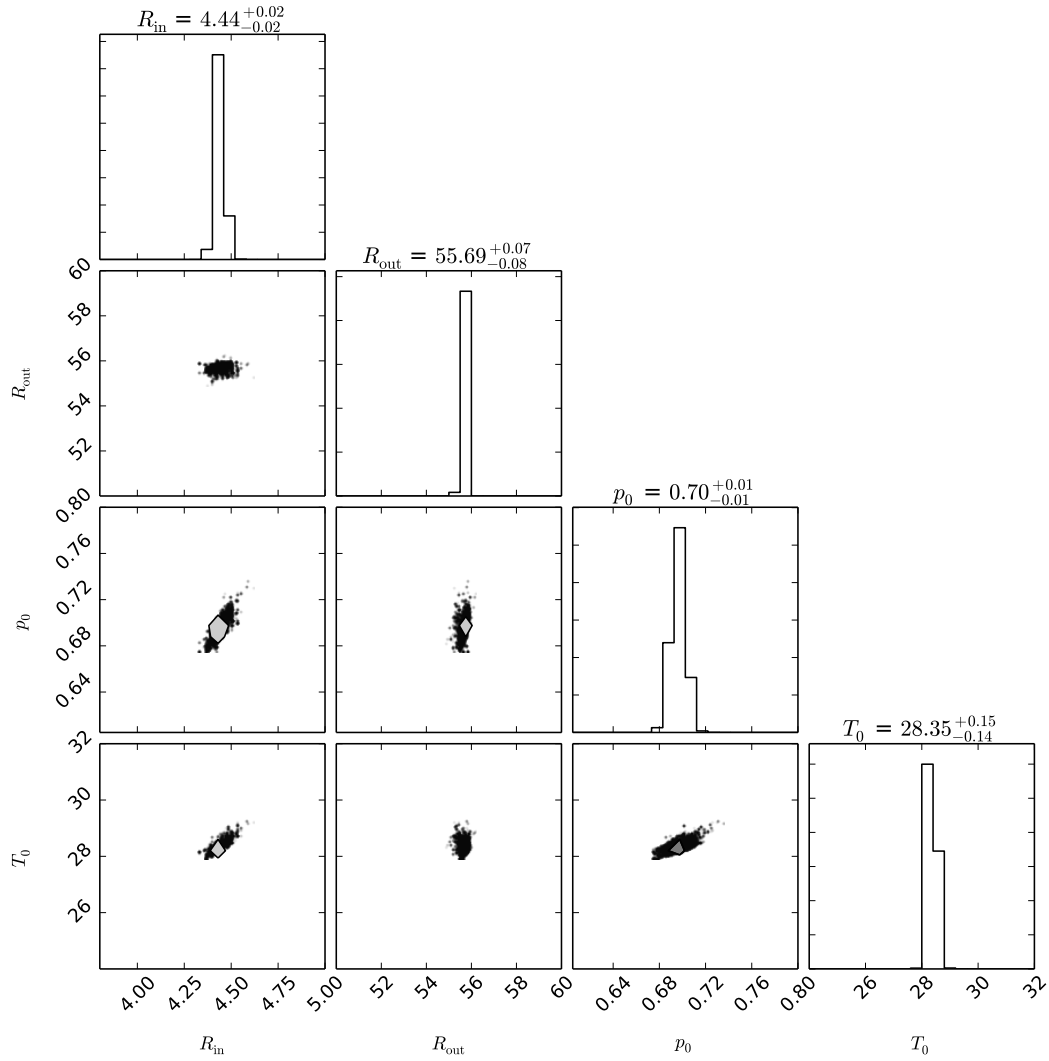 R_in = 4.44 +0.02 −0.02
R_out = 55.69 +0.07 −0.08
60
58
56
54
52
R_out
p_0 = 0.70 +0.01 −0.01
80
0.80
0.76
0.72
0.68
0.64
p_0
T_0 = 28.35 +0.15 −0.14
32
30
28
26
T_0
4.00 4.25 4.50 4.75 5.00 52 54 56 58 60 0.64 0.68 0.72 0.76 0.80 26 28 30 32
R_in R_out p_0 T_0